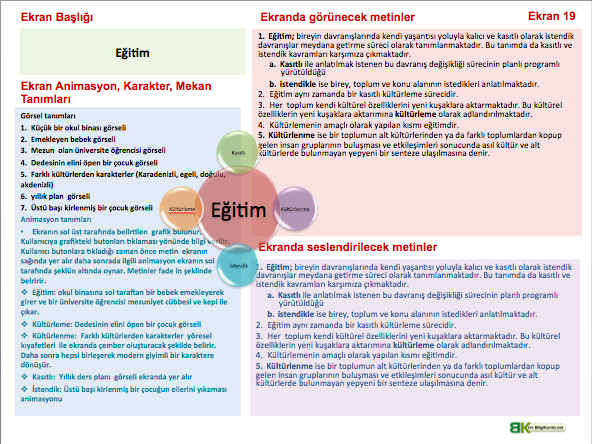 Ekran Başlığı
Eğitim
Ekran Animasyon, Karakter, Mekan
Tanımları
Görsel tanımları
1. Küçük bir okul binası görseli
2. Emekleyen bebek görseli
3. Mezun olan üniversite öğrencisi görseli
4. Dedesinin elini öpen bir çocuk görseli
5. Farklı kültürlerden karakterler (Karadenizli, egeli, doğulu,
akdenizli)
6. yıllık plan görseli
7. Üstü başı kirlenmiş bir çocuk görseli
Animasyon tanımları
• Ekranın sol üst tarafında belirtilen grafik bulunur.
Kullanıcıya grafikteki butonları tıklaması yönünde bilgi verilir.
Kullanıcı butonlara tıkladığı zaman önce metin ekranın
sağında yer alır daha sonrada ilgili animasyon ekranın sol
tarafında şeklün altında oynar. Metinler fade in şeklinde
belirir.
❖ Eğitim: okul binasına sol taraftan bir bebek emekleyerek
girer ve bir üniversite öğrencisi mezuniyet cübbesi ve kepi ile
çıkar.
❖ Kültürleme: Dedesinin elini öpen bir çocuk görseli
❖ Kültürleme: Farklı kültürlerden karakterler yöresel
kıyafetleri ile ekranda çember oluşturacak şekilde belirir.
Daha sonra hepsi birleşerek modern giyimli bir karaktere
dönüşür.
❖ Kasıtlı: Yıllık ders planı görseli ekranda yer alır
❖ İstendik: Üstü başı kirlenmiş bir çocuğun ellerini yıkaması
animasyonu
Kasıtlı
Kültürleme
Eğitim
Kültürlenme
İstendik
Ekranda görünecek metinler
Ekran 19
1. Eğitim; bireyin davranışlarında kendi yaşantısı yoluyla kalıcı ve kasıtlı olarak istendik
davranışlar meydana getirme süreci olarak tanımlanmaktadır. Bu tanımda da kasıtlı ve
istendik kavramları karşımıza çıkmaktadır.
a. Kasıtlı ile anlatılmak istenen bu davranış değişikliği sürecinin planlı programlı
yürütüldüğü
b. istendikle ise birey, toplum ve konu alanının istedikleri anlatılmaktadır.
2. Eğitim aynı zamanda bir kasıtlı kültürleme sürecidir.
3. Her toplum kendi kültürel özelliklerini yeni kuşaklara aktarmaktadır. Bu kültürel
özelliklerin yeni kuşaklara aktarımına kültürleme olarak adlandırılmaktadır.
4. Kültürlemenin amaçlı olarak yapılan kısmı eğitimdir.
5. Kültürlenme ise bir toplumun alt kültürlerinden ya da farklı toplumlardan kopup
gelen insan gruplarının buluşması ve etkileşimleri sonucunda asıl kültür ve alt
kültürlerde bulunmayan yepyeni bir senteze ulaşılmasına denir.
Ekranda seslendirilecek metinler
1. Eğitim; bireyin davranışlarında kendi yaşantısı yoluyla kalıcı ve kasıtlı olarak istendik
davranışlar meydana getirme süreci olarak tanımlanmaktadır. Bu tanımda da kasıtlı ve
istendik kavramları karşımıza çıkmaktadır.
a. Kasıtlı ile anlatılmak istenen bu davranış değişikliği sürecinin planlı programlı
yürütüldüğü
b. istendikle ise birey, toplum ve konu alanının istedikleri anlatılmaktadır.
2. Eğitim aynı zamanda bir kasıtlı kültürleme sürecidir.
3. Her toplum kendi kültürel özelliklerini yeni kuşaklara aktarmaktadır. Bu kültürel
özelliklerin yeni kuşaklara aktarımına kültürleme olarak adlandırılmaktadır.
4. Kültürlemenin amaçlı olarak yapılan kısmı eğitimdir.
5. Kültürlenme ise bir toplumun alt kültürlerinden ya da farklı toplumlardan kopup
gelen insan gruplarının buluşması ve etkileşimleri sonucunda asıl kültür ve alt
kültürlerde bulunmayan yepyeni bir senteze ulaşılmasına denir.
BK